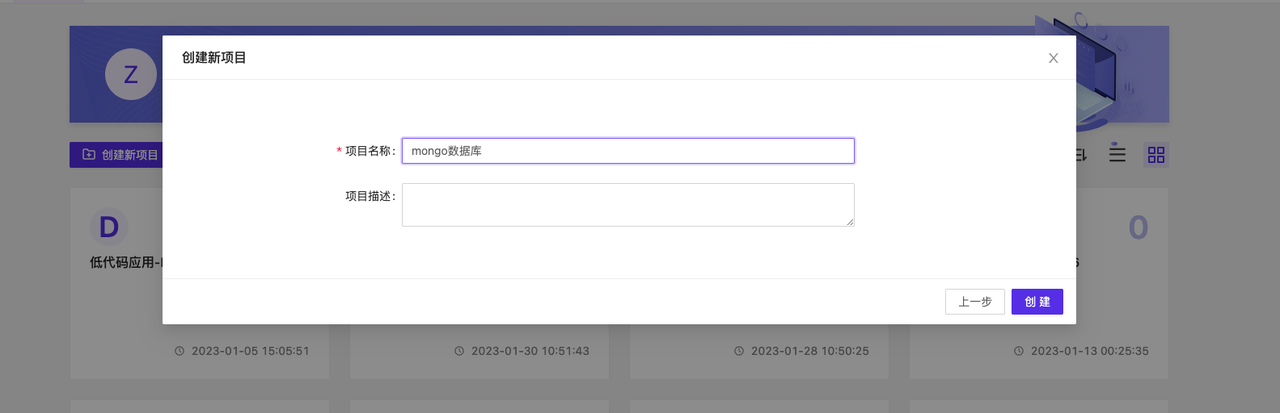 创建新项目
Z
* 项目名称: mongo数据库
创建新项目
项目描述:
D
0
低代码应用-
6
上一步
创 建
2023-01-05 15:05:51
2023-01-30 10:51:43
2023-01-28 10:50:25
2023-01-13 00:25:35